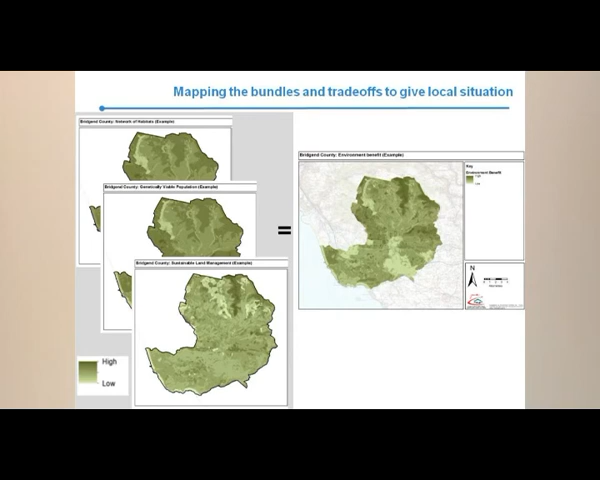 Mapping the bundles and tradeoffs to give local situation
Bridgend County: Network of Habitats (Example)
Bridgend County: Genetically Viable Population (Example)
Bridgend County: Sustainable Land Management (Example)
High
Low
=
Bridgend County: Environment benefit (Example)
Key
Environment Benefit
High
Low
N